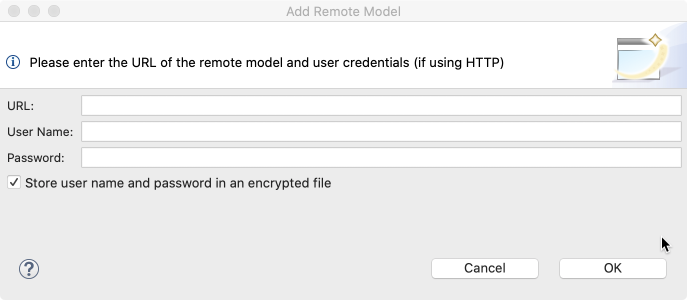 Add Remote Model
Please enter the URL of the remote model and user credentials (if using HTTP)
URL:
User Name:
Password:
Store user name and password in an encrypted file
?
Cancel
OK